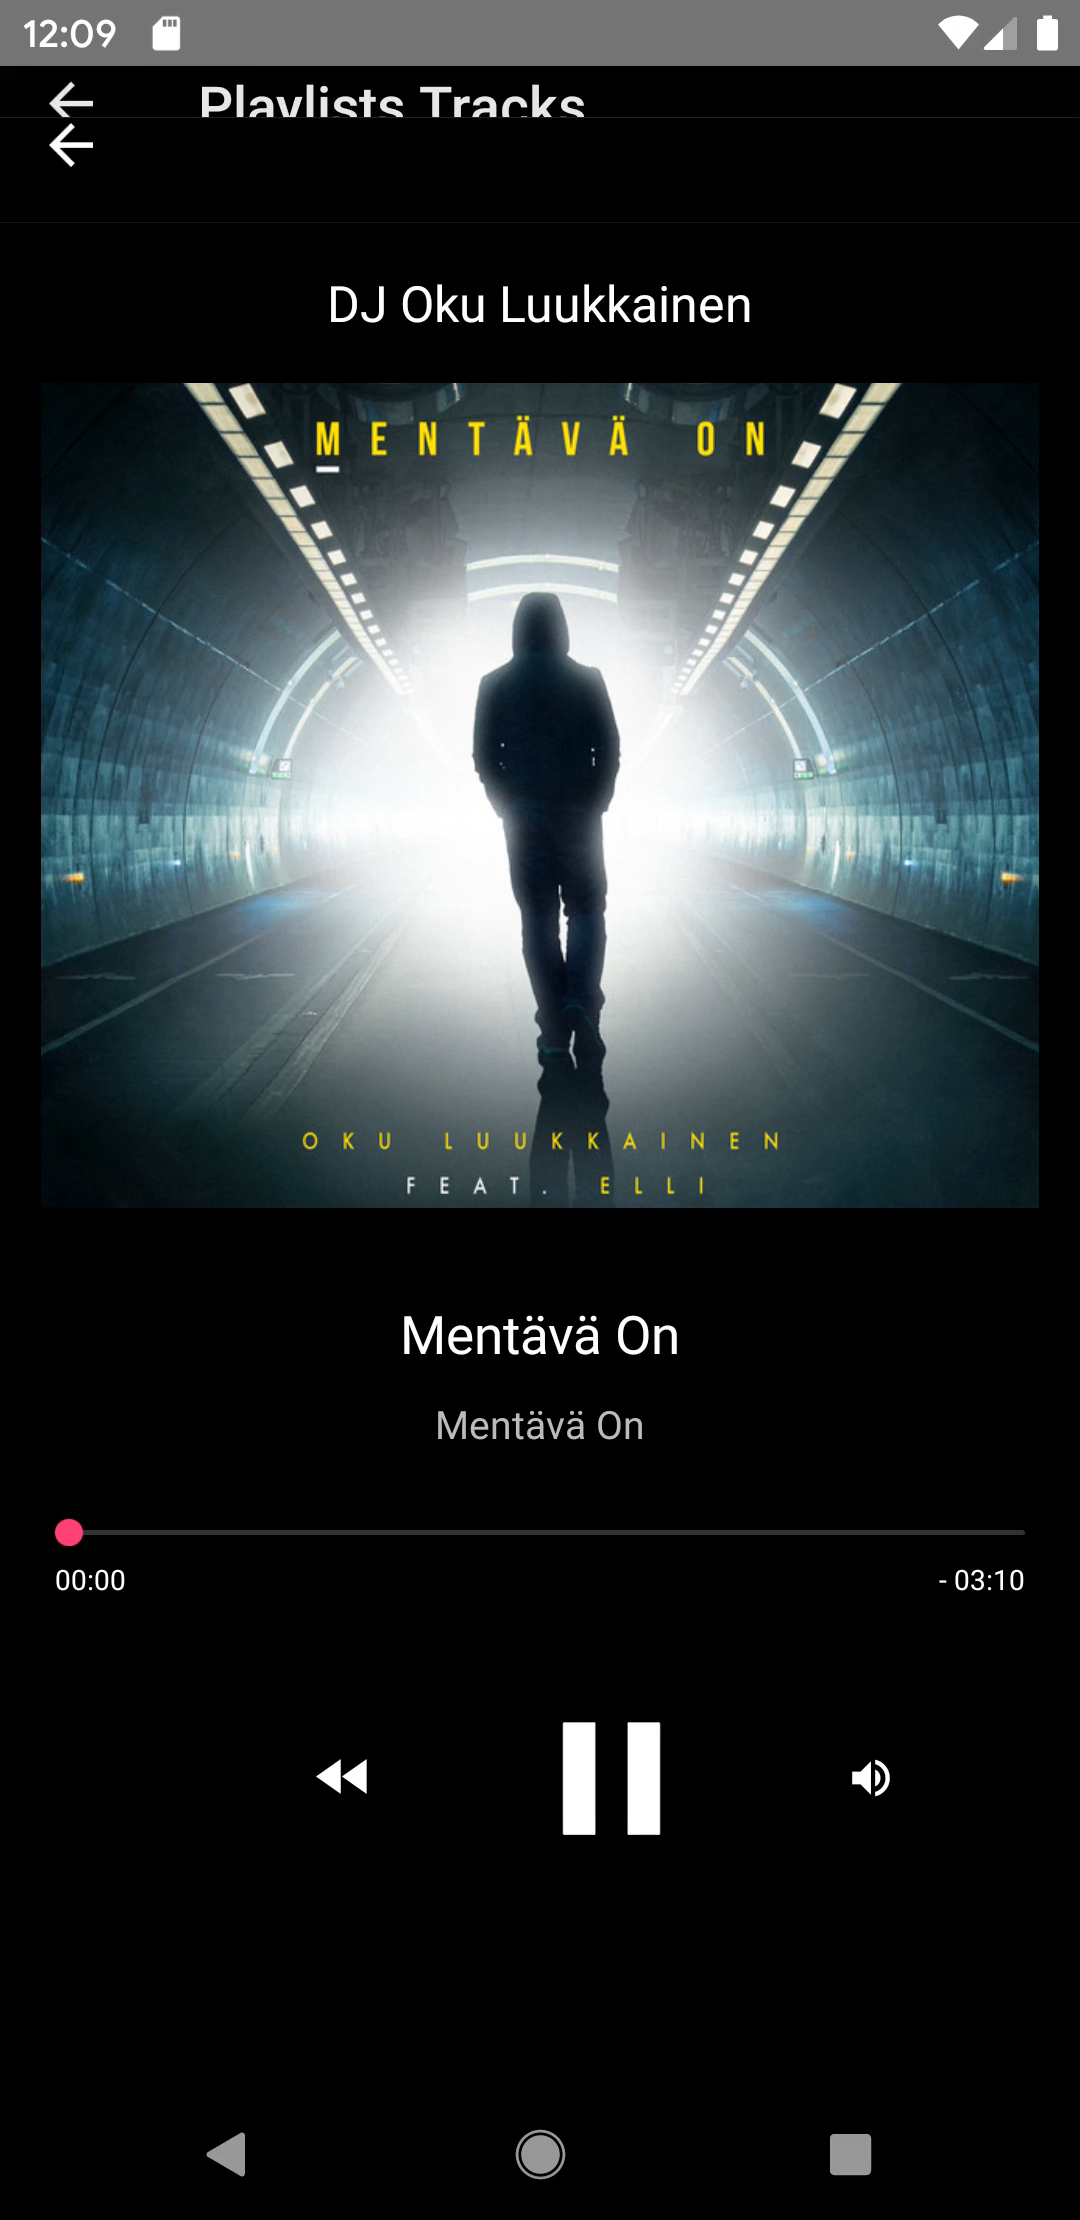 12:09
Playlists Tracks
DJ Oku Luukkainen
MENTÄVÄ ON
OKU LUUKKAINEN
FEAT. ELLI
Mentävä On
Mentävä On
00:00
- 03:10